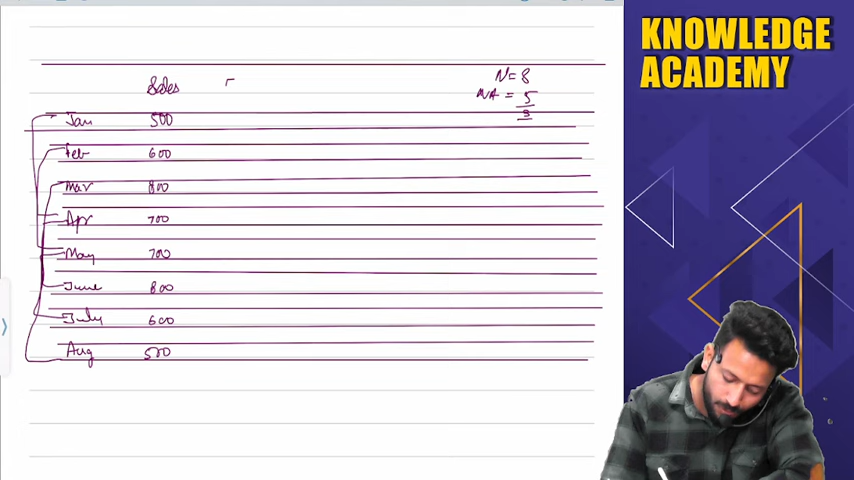 KNOWLEDGE
ACADEMY
Sales
N=8
MA = 5
3
Jan 500
Feb 600
Mar 800
Apr 700
May 700
June 800
July 600
Aug 500